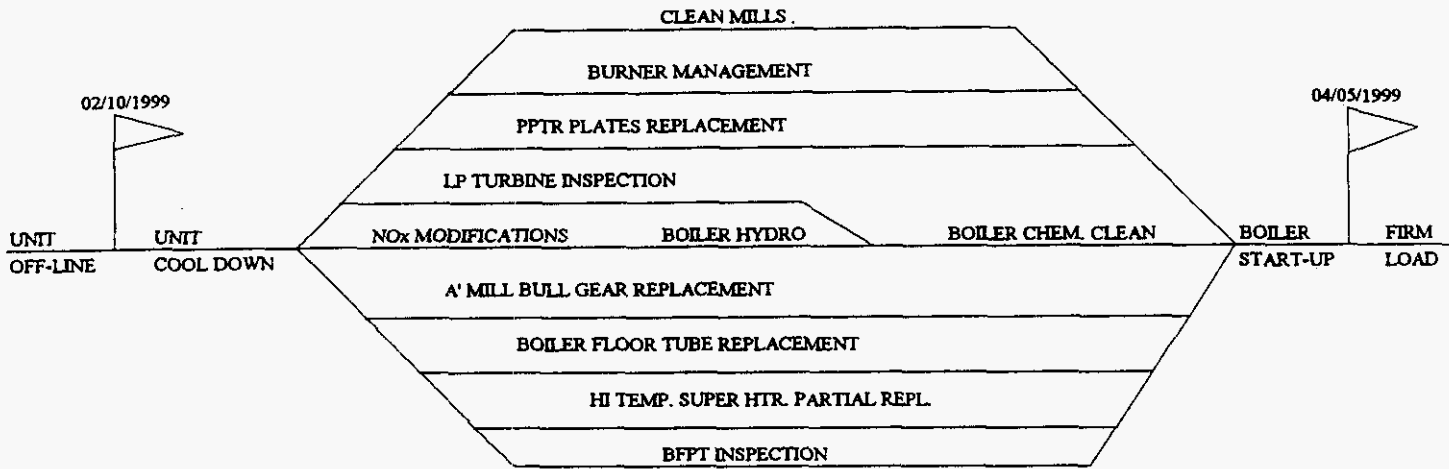 CLEAN MILLS .
BURNER MANAGEMENT
02/10/1999
04/05/1999
PPTR PLATES REPLACEMENT
LP TURBINE INSPECTION
UNIT UNIT NOx MODIFICATIONS BOILER HYDRO BOILER CHEM. CLEAN BOILER FIRM
OFF-LINE COOL DOWN START-UP LOAD
A' MILL BULL GEAR REPLACEMENT
BOILER FLOOR TUBE REPLACEMENT
HI TEMP. SUPER HTR. PARTIAL REPL.
BFPT INSPECTION